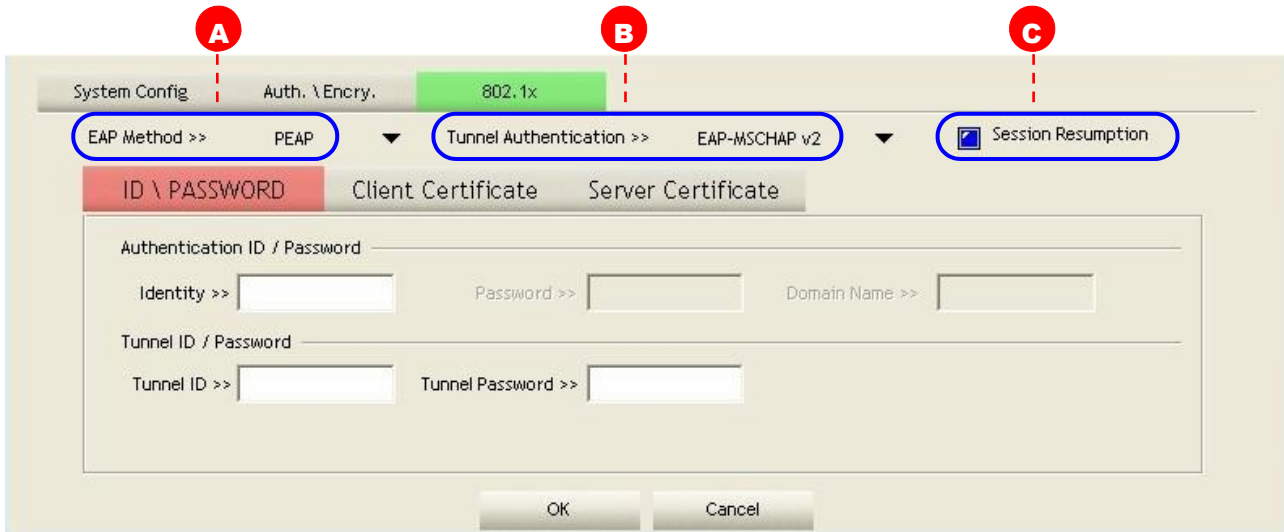 A B C
System Config Auth. \ Encry. 802.1x
EAP Method >> PEAP Tunnel Authentication >> EAP-MSCHAP v2 Session Resumption
ID \ PASSWORD Client Certificate Server Certificate
Authentication ID / Password
Identity >> Password >> Domain Name >>
Tunnel ID / Password
Tunnel ID >> Tunnel Password >>
OK Cancel